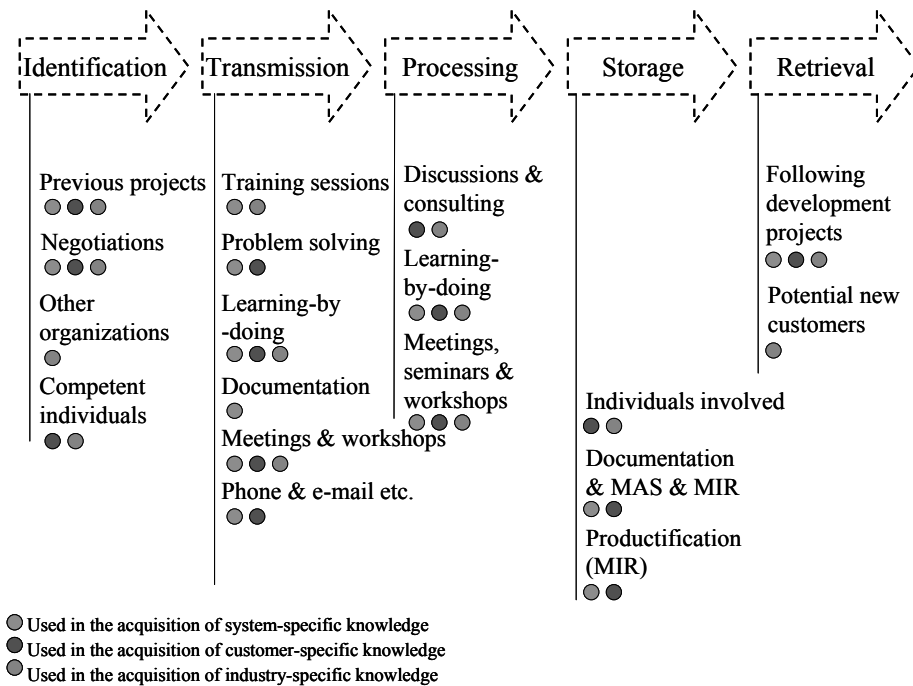 Identification
Transmission
Processing
Storage
Retrieval
Previous projects
Negotiations
Other
organizations
Competent
individuals
Training sessions
Problem solving
Learning-by
-doing
Documentation
Meetings & workshops
Phone & e-mail etc.
Discussions &
consulting
Learning-
by-doing
Meetings,
seminars &
workshops
Individuals involved
Documentation
& MAS & MIR
Productification
(MIR)
Following
development
projects
Potential new
customers
Used in the acquisition of system-specific knowledge
Used in the acquisition of customer-specific knowledge
Used in the acquisition of industry-specific knowledge